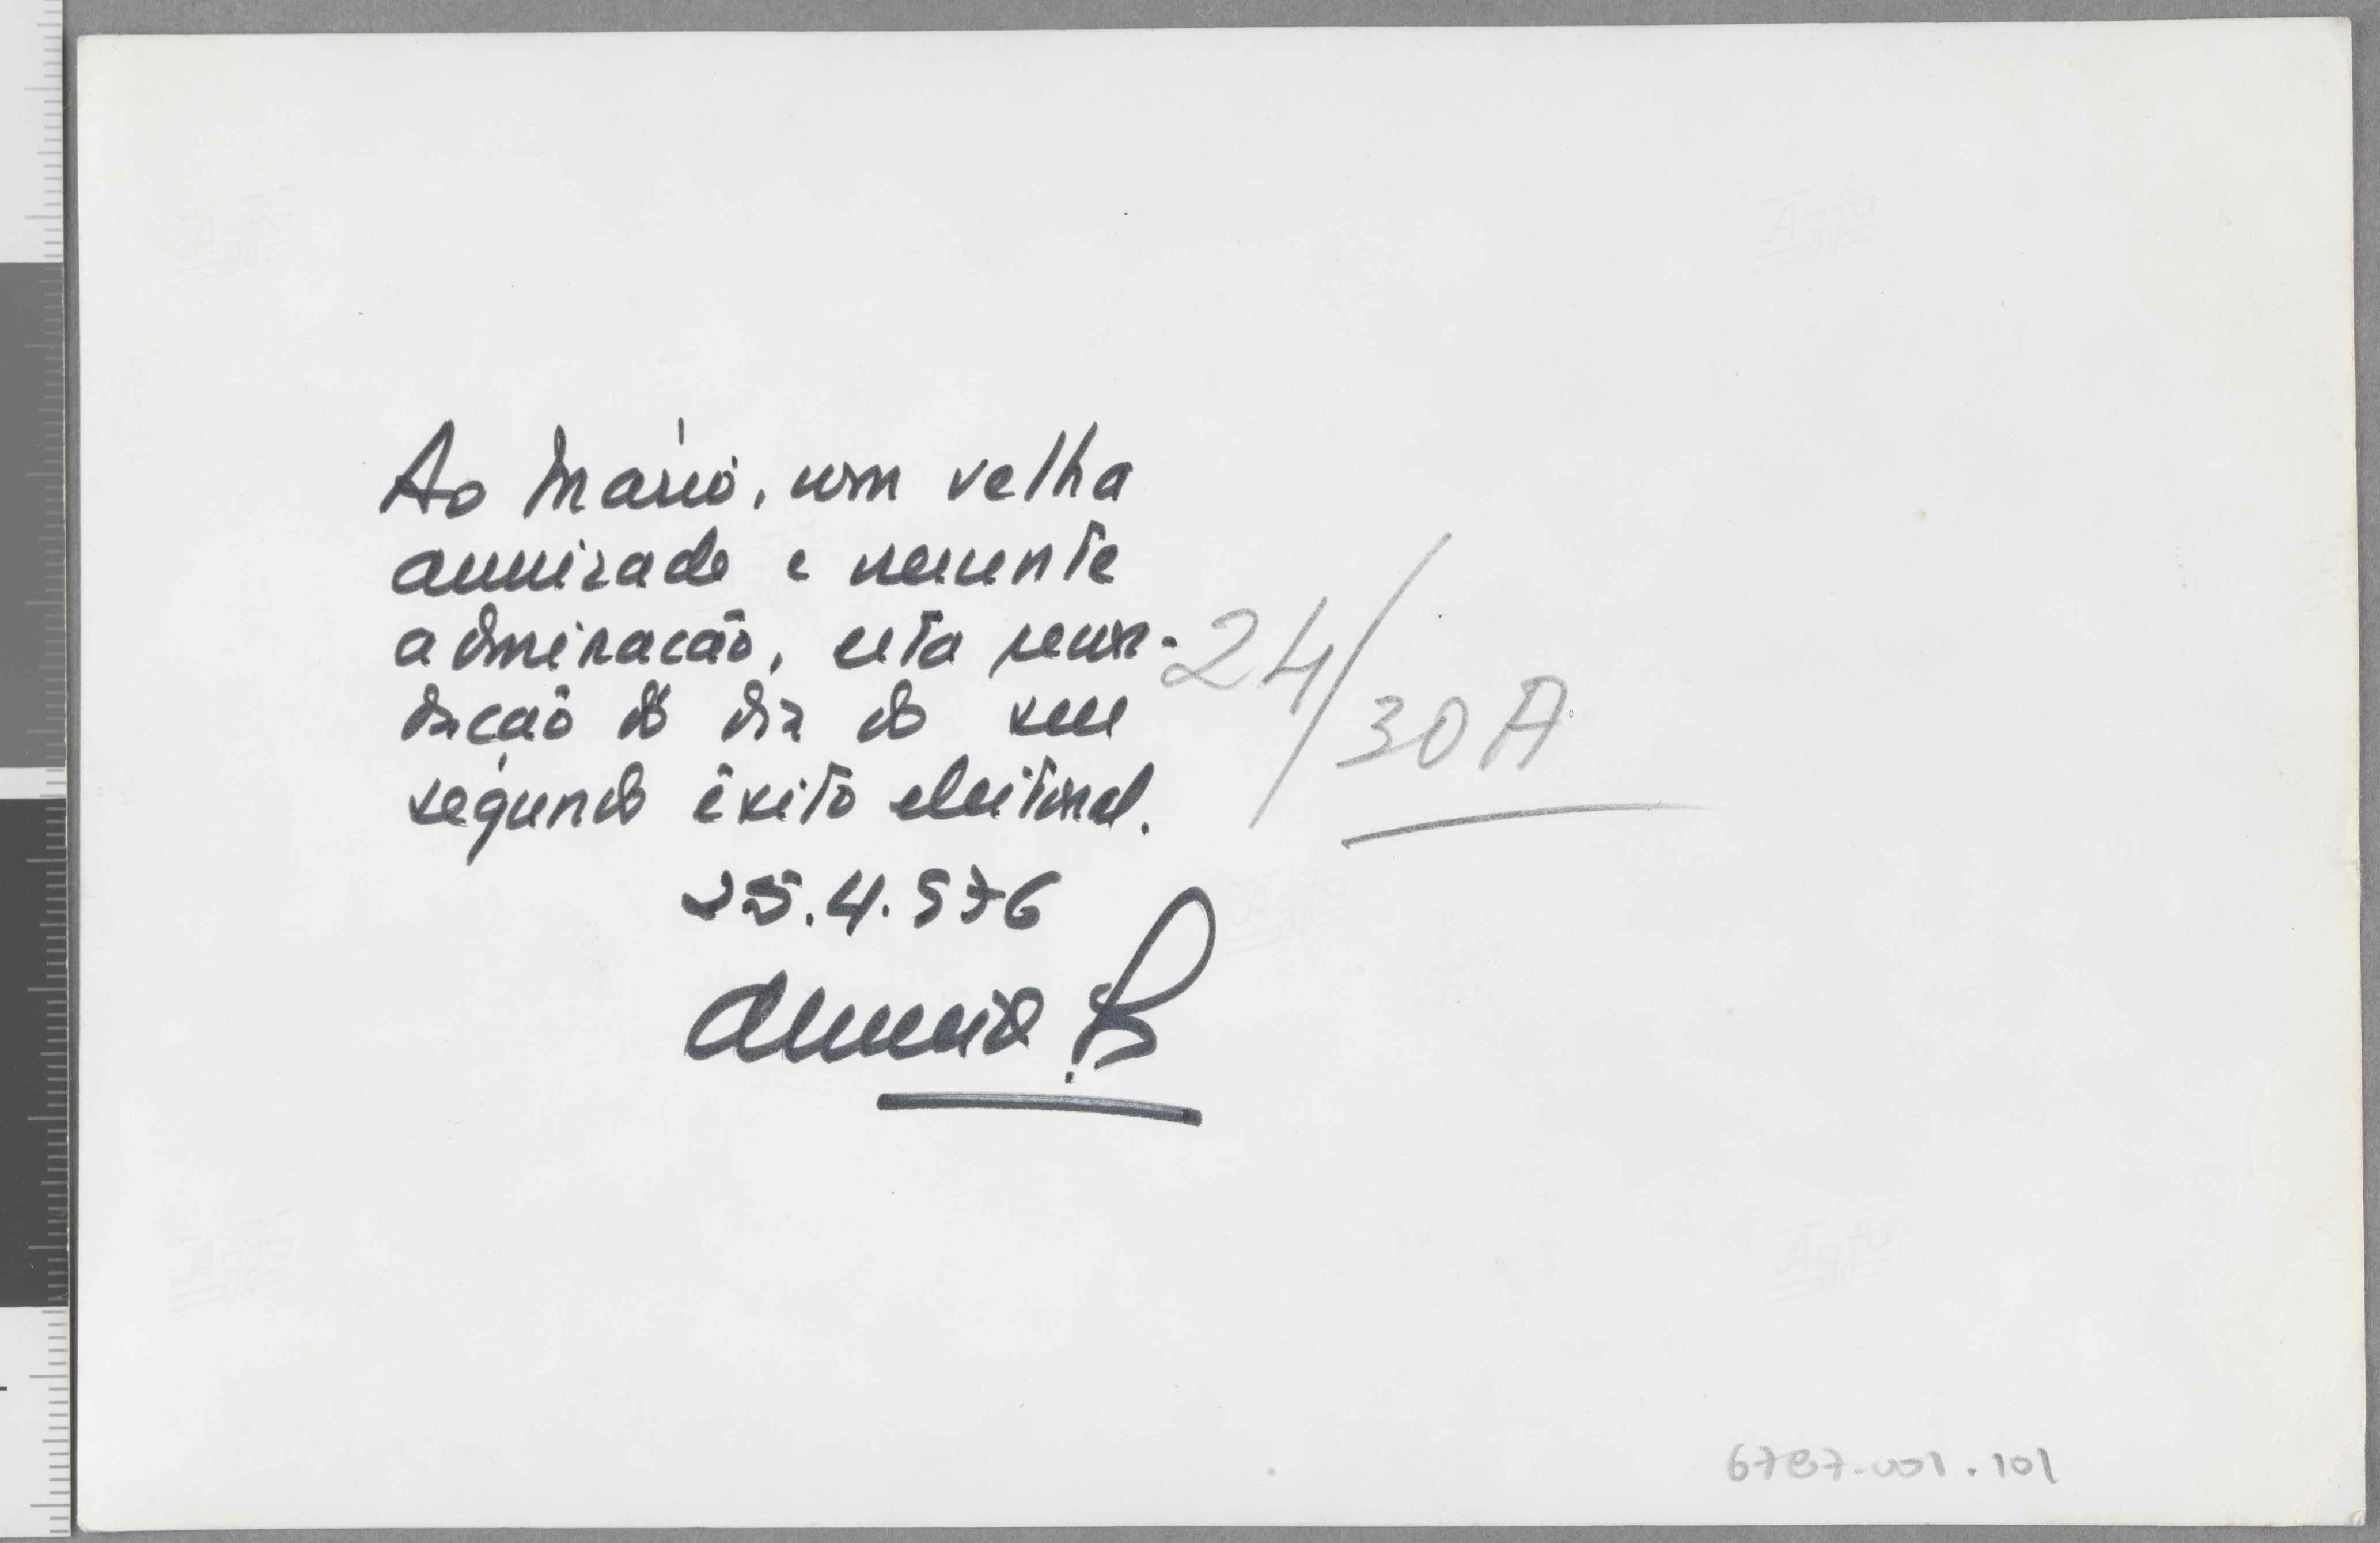 Ao Mário, com velha
amizade e recente
admiração, esta recor-
dação do dia do seu
segundo êxito eleitoral.
25.4.976
24/30A
6787.001.101